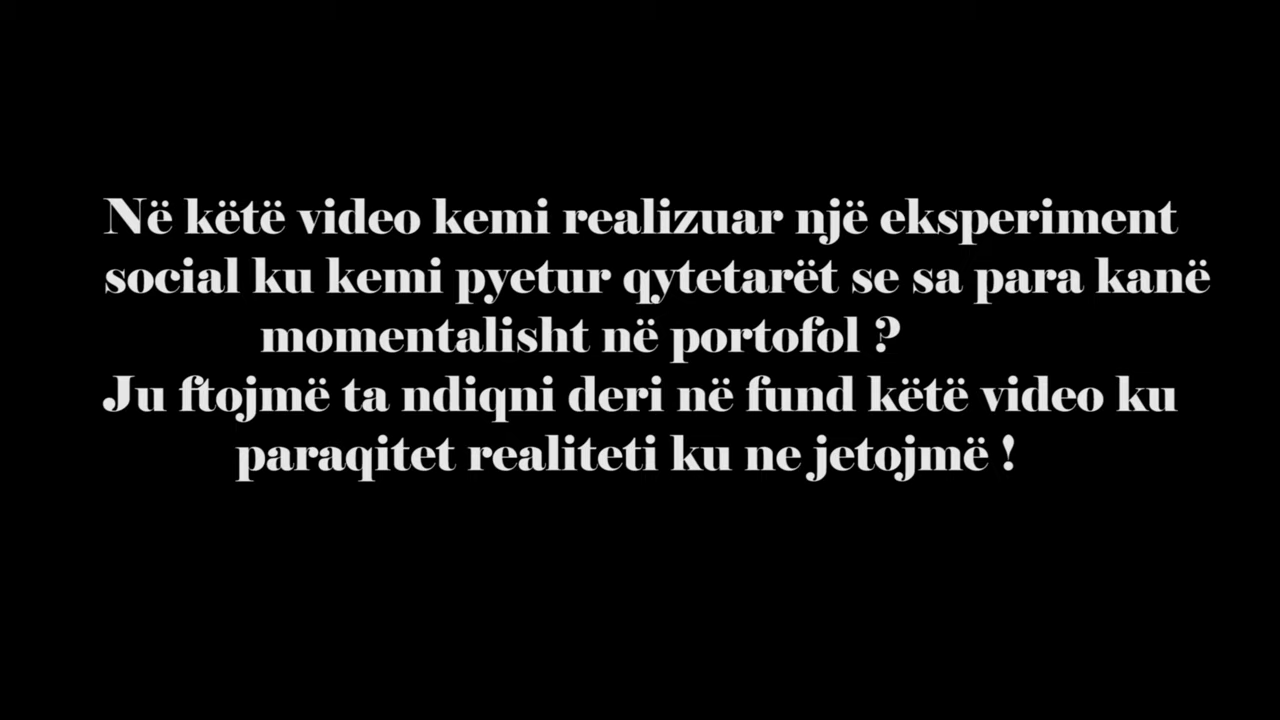 Në këtë video kemi realizuar një eksperiment
social ku kemi pyetur qytetarët se sa para kanë
momentalisht në portofol ?
Ju ftojmë ta ndiqni deri në fund këtë video ku
paraqitet realiteti ku ne jetojmë !